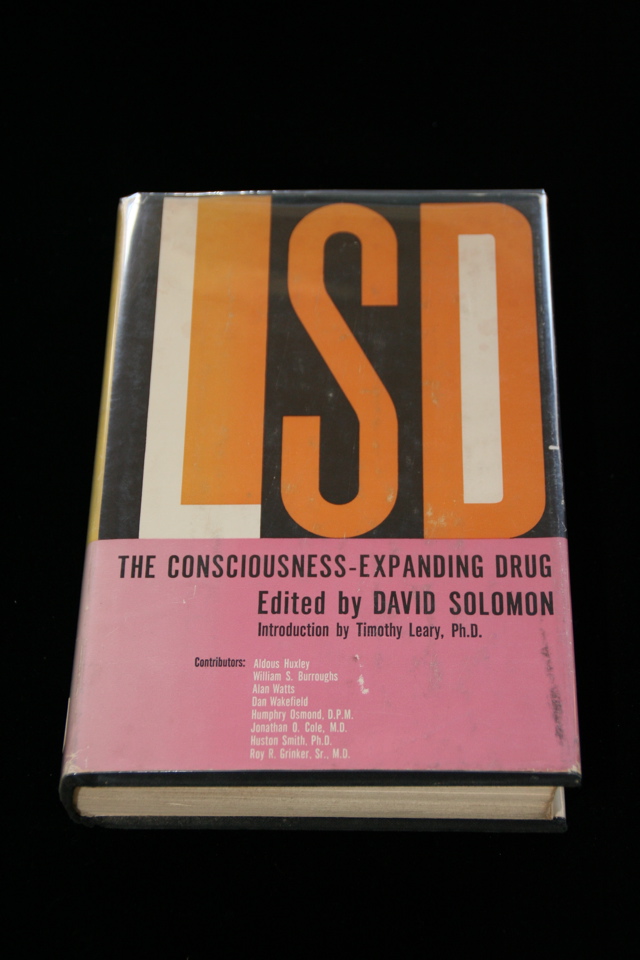 LSD
THE CONSCIOUSNESS-EXPANDING DRUG
Edited by DAVID SOLOMON
Introduction by Timothy Leary, Ph.D.
Contributors: Aldous Huxley
William S. Burroughs
Alan Watts
Dan Wakefield
Humphry Osmond, D.P.M.
Jonathan O. Cole, M.D.
Huston Smith, Ph.D.
Roy R. Grinker, Sr., M.D.